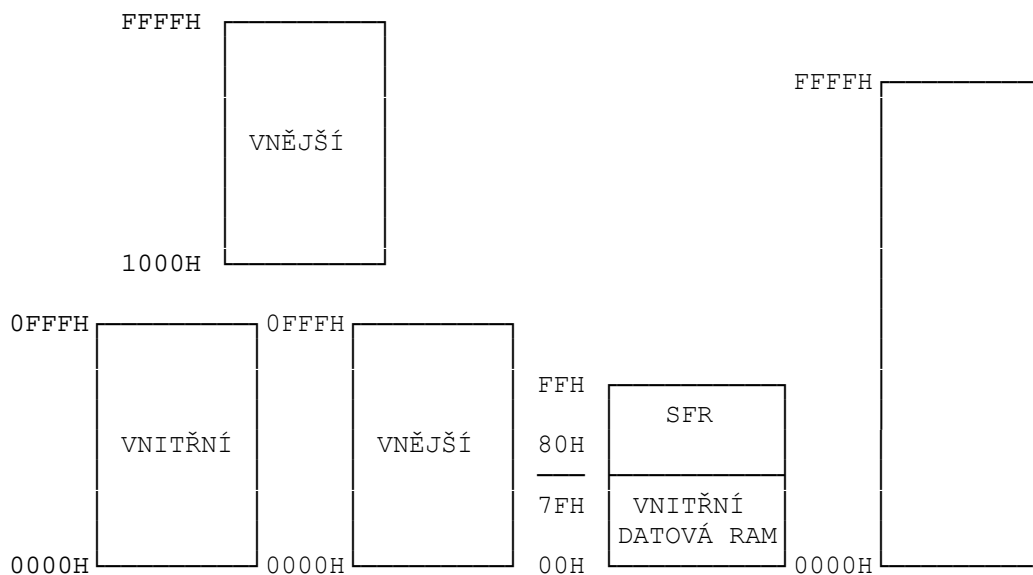 FFFFH
FFFFH
VNĚJŠÍ
1000H
0FFFH
0FFFH
FFH
SFR
VNITŘNÍ
VNĚJŠÍ
80H
7FH
VNITŘNÍ
DATOVÁ RAM
0000H
0000H
00H
0000H